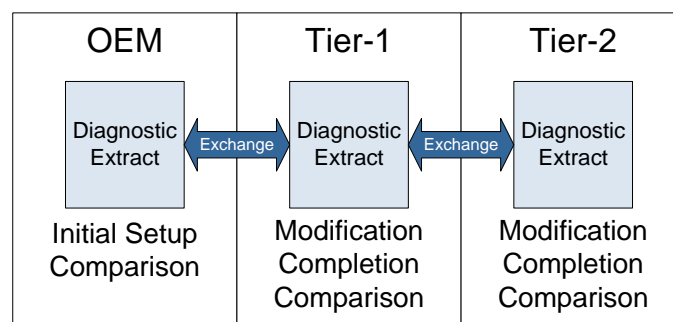 OEM
Tier-1
Tier-2
Diagnostic
Extract
Exchange
Diagnostic
Extract
Exchange
Diagnostic
Extract
Initial Setup
Comparison
Modification
Completion
Comparison
Modification
Completion
Comparison